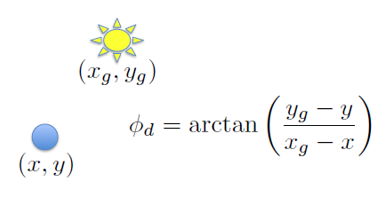 (x_g, y_g)
ϕ_d = arctan((y_g − y)/(x_g − x))
(x, y)